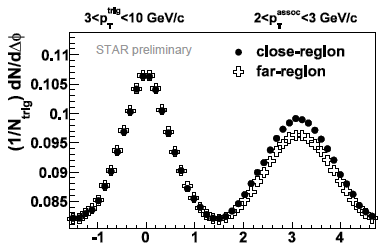 3<p_T^trig<10 GeV/c 2<p_T^assoc<3 GeV/c
STAR preliminary
close-region
far-region
(1/N_trig) dN/dΔϕ
0.11
0.105
0.1
0.095
0.09
0.085
-1 0 1 2 3 4